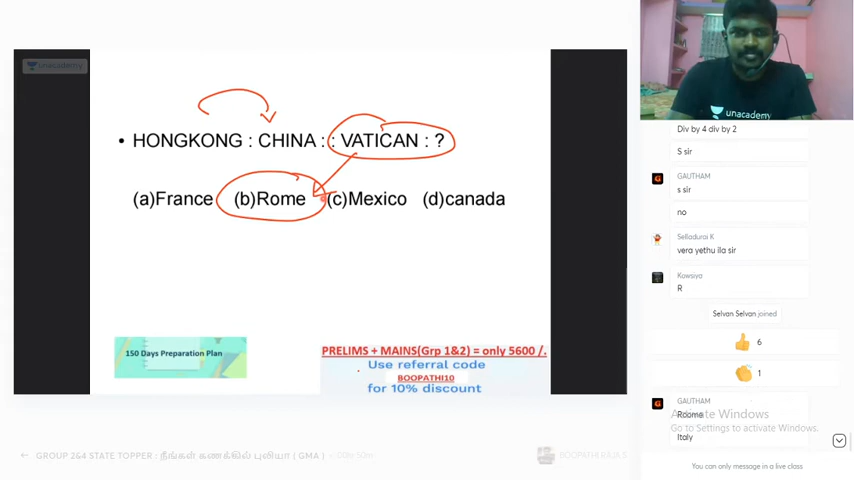 unacademy
• HONGKONG : CHINA : : VATICAN : ?
(a)France (b)Rome (c)Mexico (d)canada
150 Days Preparation Plan
PRELIMS + MAINS(Grp 1&2) = only 5600 /.
Use referral code
BOOPATHI10
for 10% discount
GROUP 2&4 STATE TOPPER : நீங்கள் கணக்கில் புலியா ( GMA )
BOOPATHI RAJA S
unacademy
Div by 4 div by 2
S sir
GAUTHAM
s sir
no
Selladurai K
vera yethu ila sir
Kowsiya
R
Selvan Selvan joined
6
1
GAUTHAM
Roome
Italy
Activate Windows
Go to Settings to activate Windows.
You can only message in a live class